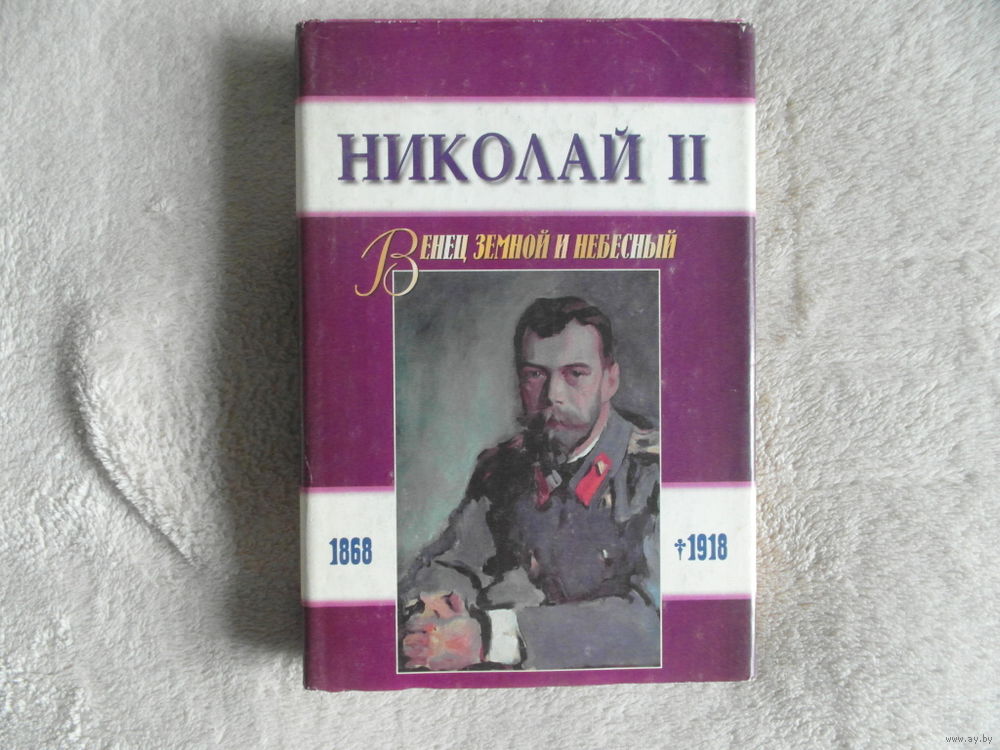 НИКОЛАЙ II
ВЕНЕЦ ЗЕМНОЙ И НЕБЕСНЫЙ
1868
†1918
www.ay.by